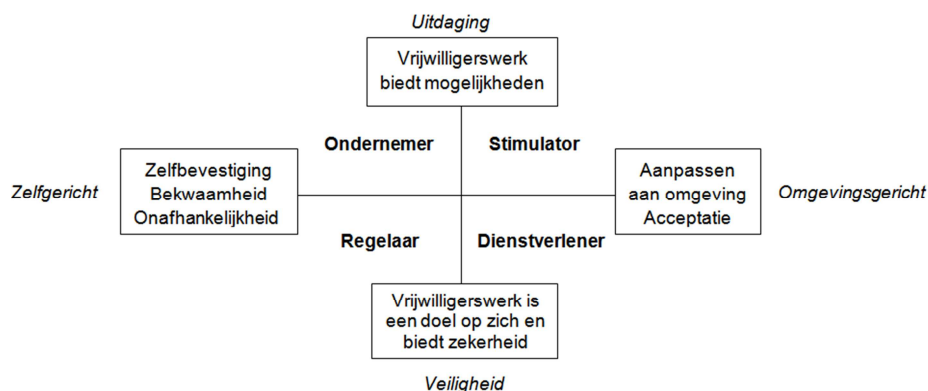 Uitdaging
Vrijwilligerswerk
biedt mogelijkheden
Ondernemer
Stimulator
Zelfgericht
Zelfbevestiging
Bekwaamheid
Onafhankelijkheid
Aanpassen
aan omgeving
Acceptatie
Omgevingsgericht
Regelaar
Dienstverlener
Vrijwilligerswerk is
een doel op zich en
biedt zekerheid
Veiligheid